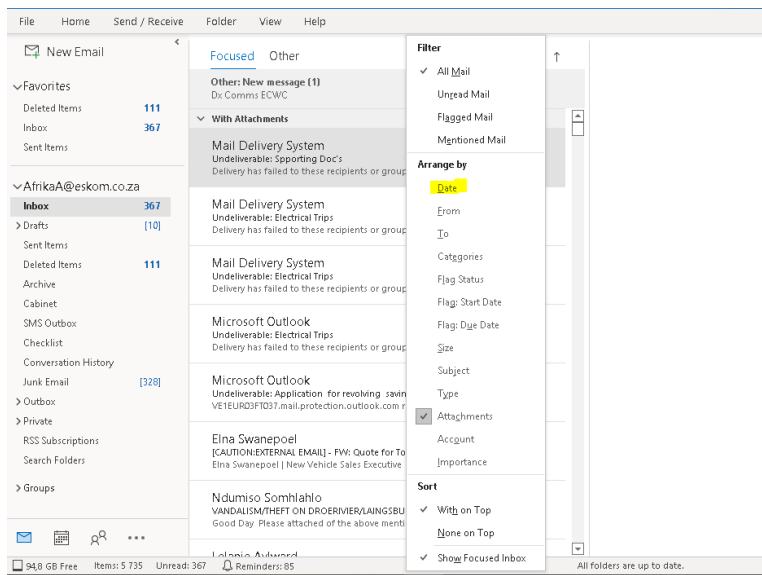 File Home Send / Receive Folder View Help
New Email
Favorites
Deleted Items 111
Inbox 367
Sent Items
AfrikaA@eskom.co.za
Inbox 367
Drafts [10]
Sent Items
Deleted Items 111
Archive
Cabinet
SMS Outbox
Checklist
Conversation History
Junk Email [328]
Outbox
Private
RSS Subscriptions
Search Folders
Groups
Focused Other
Other: New message (1)
Dx Comms ECWC
With Attachments
Mail Delivery System
Undeliverable: Spporting Doc's
Delivery has failed to these recipients or group
Mail Delivery System
Undeliverable: Electrical Trips
Delivery has failed to these recipients or group
Mail Delivery System
Undeliverable: Electrical Trips
Delivery has failed to these recipients or group
Microsoft Outlook
Undeliverable: Electrical Trips
Delivery has failed to these recipients or group
Microsoft Outlook
Undeliverable: Application for revolving savin
VE1EUR03FT037.mail.protection.outlook.com r
Elna Swanepoel
[CAUTION:EXTERNAL EMAIL] - FW: Quote for To
Elna Swanepoel | New Vehicle Sales Executive
Ndumiso Somhlahlo
VANDALISM/THEFT ON DROERIVIER/LAINGSBU
Good Day Please attached of the above menti
Filter
All Mail
Unread Mail
Flagged Mail
Mentioned Mail
Arrange by
Date
From
To
Categories
Flag Status
Flag: Start Date
Flag: Due Date
Size
Subject
Type
Attachments
Account
Importance
Sort
With on Top
None on Top
Show Focused Inbox
94,8 GB Free Items: 5 735 Unread: 367 Reminders: 85 All folders are up to date.